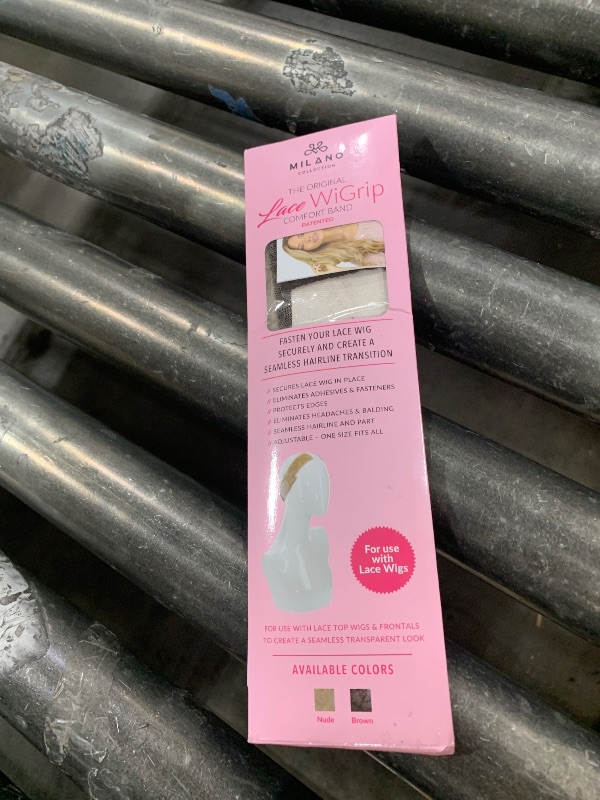 MILANO
COLLECTION
THE ORIGINAL
Lace WiGrip
COMFORT BAND
PATENTED
FASTEN YOUR LACE WIG
SECURELY AND CREATE A
SEAMLESS HAIRLINE TRANSITION
// SECURES LACE WIG IN PLACE
// ELIMINATES ADHESIVES & FASTENERS
// PROTECTS EDGES
// ELIMINATES HEADACHES & BALDING
// SEAMLESS HAIRLINE AND PART
// ADJUSTABLE – ONE SIZE FITS ALL
For use
with
Lace Wigs
FOR USE WITH LACE TOP WIGS & FRONTALS
TO CREATE A SEAMLESS TRANSPARENT LOOK
AVAILABLE COLORS
Nude Brown